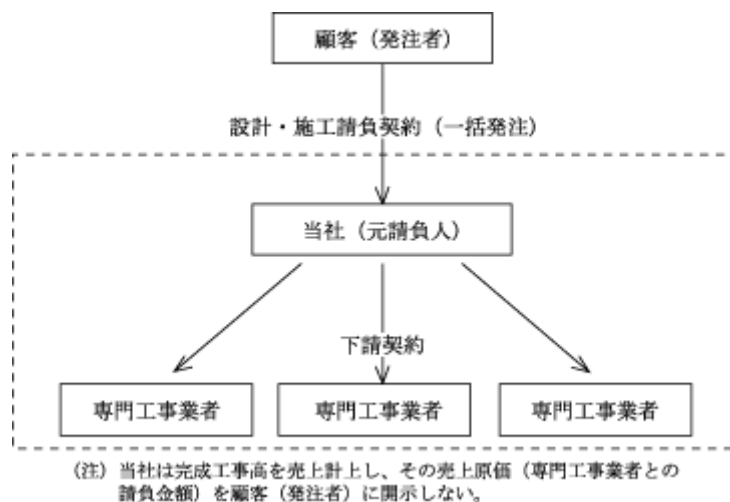 顧客（発注者）
設計・施工請負契約（一括発注）
当社（元請負人）
下請契約
専門工事業者
専門工事業者
専門工事業者
（注）当社は完成工事高を売上計上し、その売上原価（専門工事業者との
請負金額）を顧客（発注者）に開示しない。